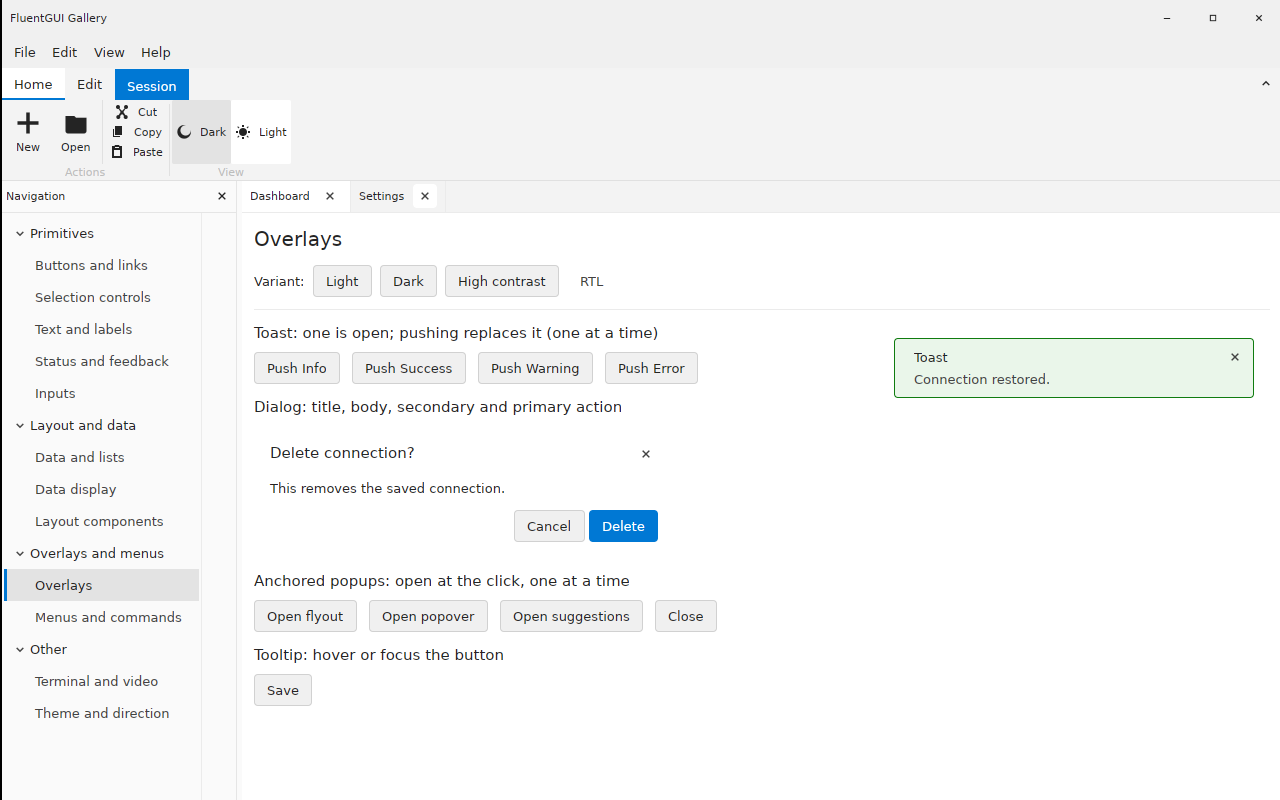 FluentGUI Gallery
File Edit View Help
Home Edit Session
New Open Cut Copy Paste Dark Light
Actions View
Navigation
Primitives
Buttons and links
Selection controls
Text and labels
Status and feedback
Inputs
Layout and data
Data and lists
Data display
Layout components
Overlays and menus
Overlays
Menus and commands
Other
Terminal and video
Theme and direction
Dashboard Settings
Overlays
Variant: Light Dark High contrast RTL
Toast: one is open; pushing replaces it (one at a time)
Push Info Push Success Push Warning Push Error
Toast
Connection restored.
Dialog: title, body, secondary and primary action
Delete connection?
This removes the saved connection.
Cancel Delete
Anchored popups: open at the click, one at a time
Open flyout Open popover Open suggestions Close
Tooltip: hover or focus the button
Save